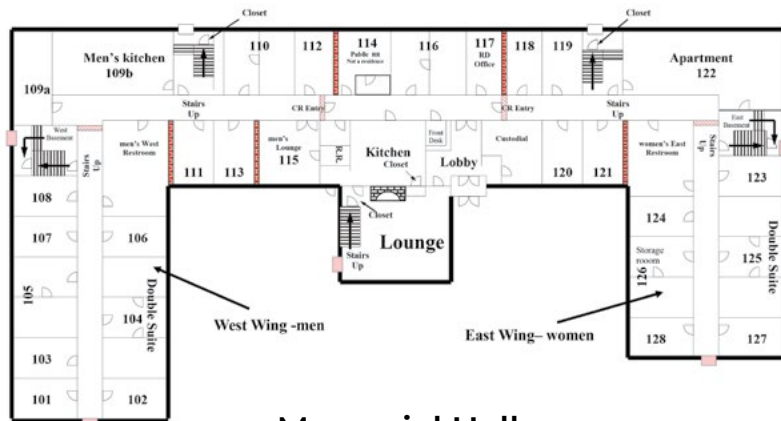 Closet
Closet
Men's kitchen
109b
110
112
114
Public RR
Not a residence
116
117
RD
Office
118
119
Apartment
122
109a
Stairs
Up
CR Entry
Stairs
Up
CR Entry
Stairs
Up
West
Basement
men's West
Restroom
111
113
men's
Lounge
115
R.R.
Kitchen
Closet
Front
Desk
Lobby
Custodial
120
121
women's East
Restroom
East
Basement
Stairs
Up
Stairs
Up
108
107
106
105
104
Double Suite
103
101
102
Closet
Lounge
Stairs
Up
West Wing -men
East Wing– women
123
124
Storage
rooom
126
125
Double Suite
128
127